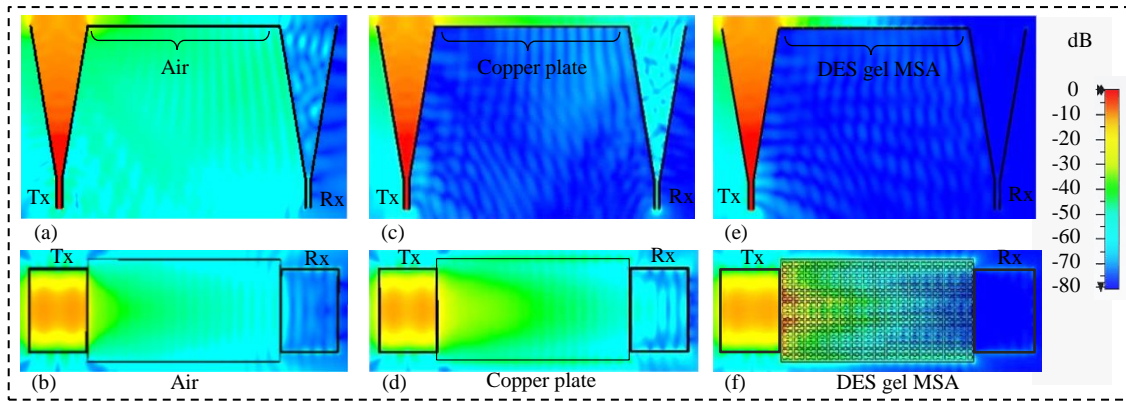 Air
Copper plate
DES gel MSA
dB
0
-10
-20
-30
-40
-50
-60
-70
-80
Tx
Rx
Tx
Rx
Tx
Rx
(a)
(c)
(e)
Tx
Rx
Tx
Rx
Tx
Rx
(b)
Air
(d)
Copper plate
(f)
DES gel MSA